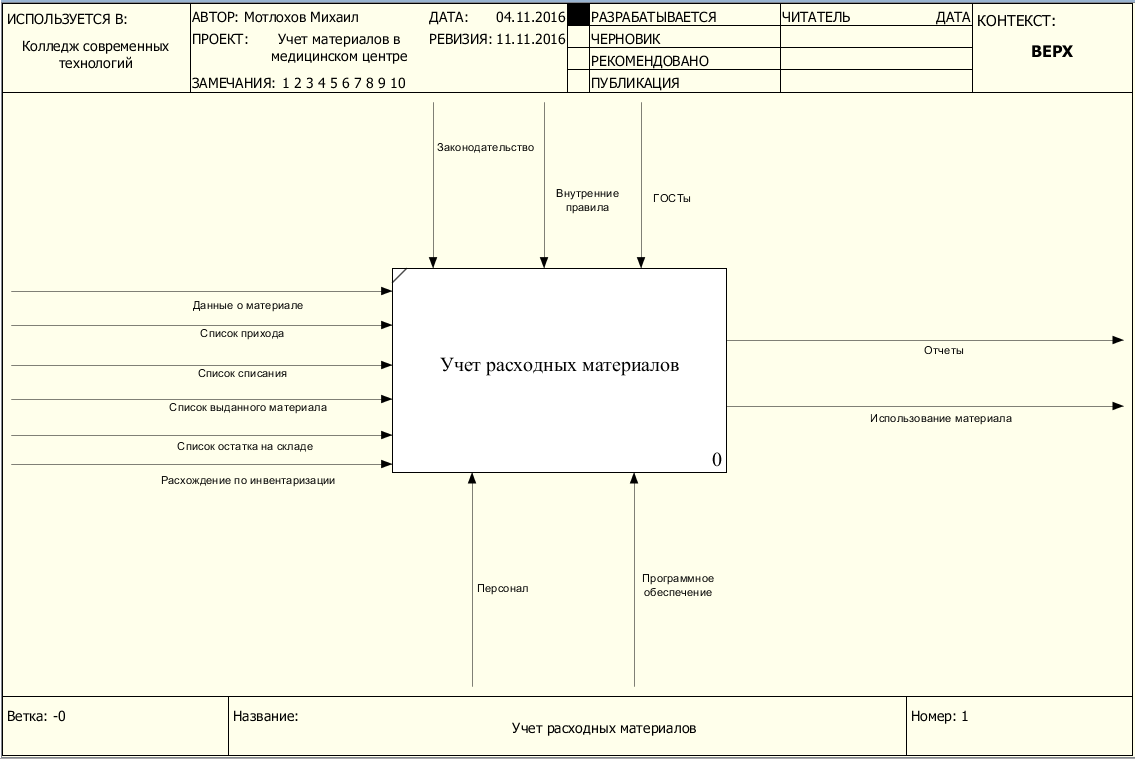 ИСПОЛЬЗУЕТСЯ В:
Колледж современных
технологий
АВТОР: Мотлохов Михаил
ДАТА: 04.11.2016
ПРОЕКТ: Учет материалов в
медицинском центре
РЕВИЗИЯ: 11.11.2016
ЗАМЕЧАНИЯ: 1 2 3 4 5 6 7 8 9 10
РАЗРАБАТЫВАЕТСЯ
ЧЕРНОВИК
РЕКОМЕНДОВАНО
ПУБЛИКАЦИЯ
ЧИТАТЕЛЬ ДАТА
КОНТЕКСТ:
ВЕРХ
Законодательство
Внутренние
правила
ГОСТы
Данные о материале
Список прихода
Список списания
Список выданного материала
Список остатка на складе
Расхождение по инвентаризации
Учет расходных материалов
0
Отчеты
Использование материала
Персонал
Программное
обеспечение
Ветка: -0
Название:
Учет расходных материалов
Номер: 1